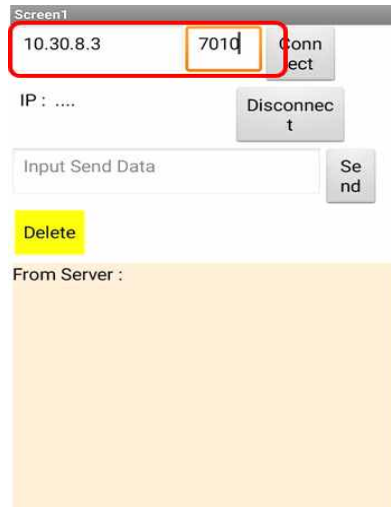 Screen1
10.30.8.3 7010 Conn
ect
IP : .... Disconnec
t
Input Send Data Se
nd
Delete
From Server :